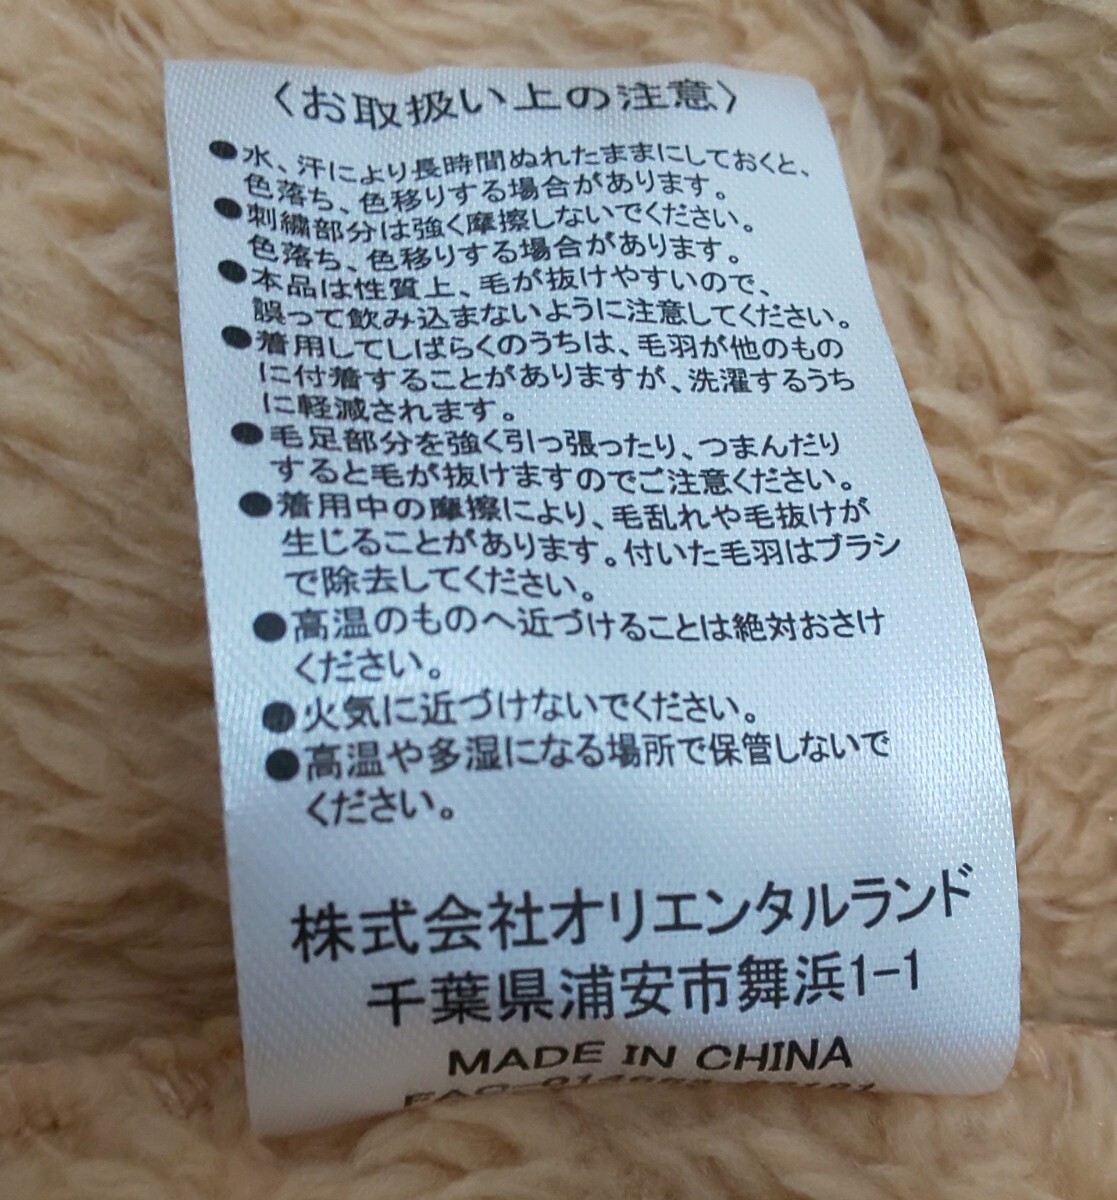 〈お取扱い上の注意〉
●水、汗により長時間ぬれたままにしておくと、
色落ち、色移りする場合があります。
●刺繍部分は強く摩擦しないでください。
色落ち、色移りする場合があります。
●本品は性質上、毛が抜けやすいので、
誤って飲み込まないように注意してください。
●着用してしばらくのうちは、毛羽が他のもの
に付着することがありますが、洗濯するうち
に軽減されます。
●毛足部分を強く引っ張ったり、つまんだり
すると毛が抜けますのでご注意ください。
●着用中の摩擦により、毛乱れや毛抜けが
生じることがあります。付いた毛羽はブラシ
で除去してください。
●高温のものへ近づけることは絶対おさけ
ください。
●火気に近づけないでください。
●高温や多湿になる場所で保管しないで
ください。
株式会社オリエンタルランド
千葉県浦安市舞浜1-1
MADE IN CHINA